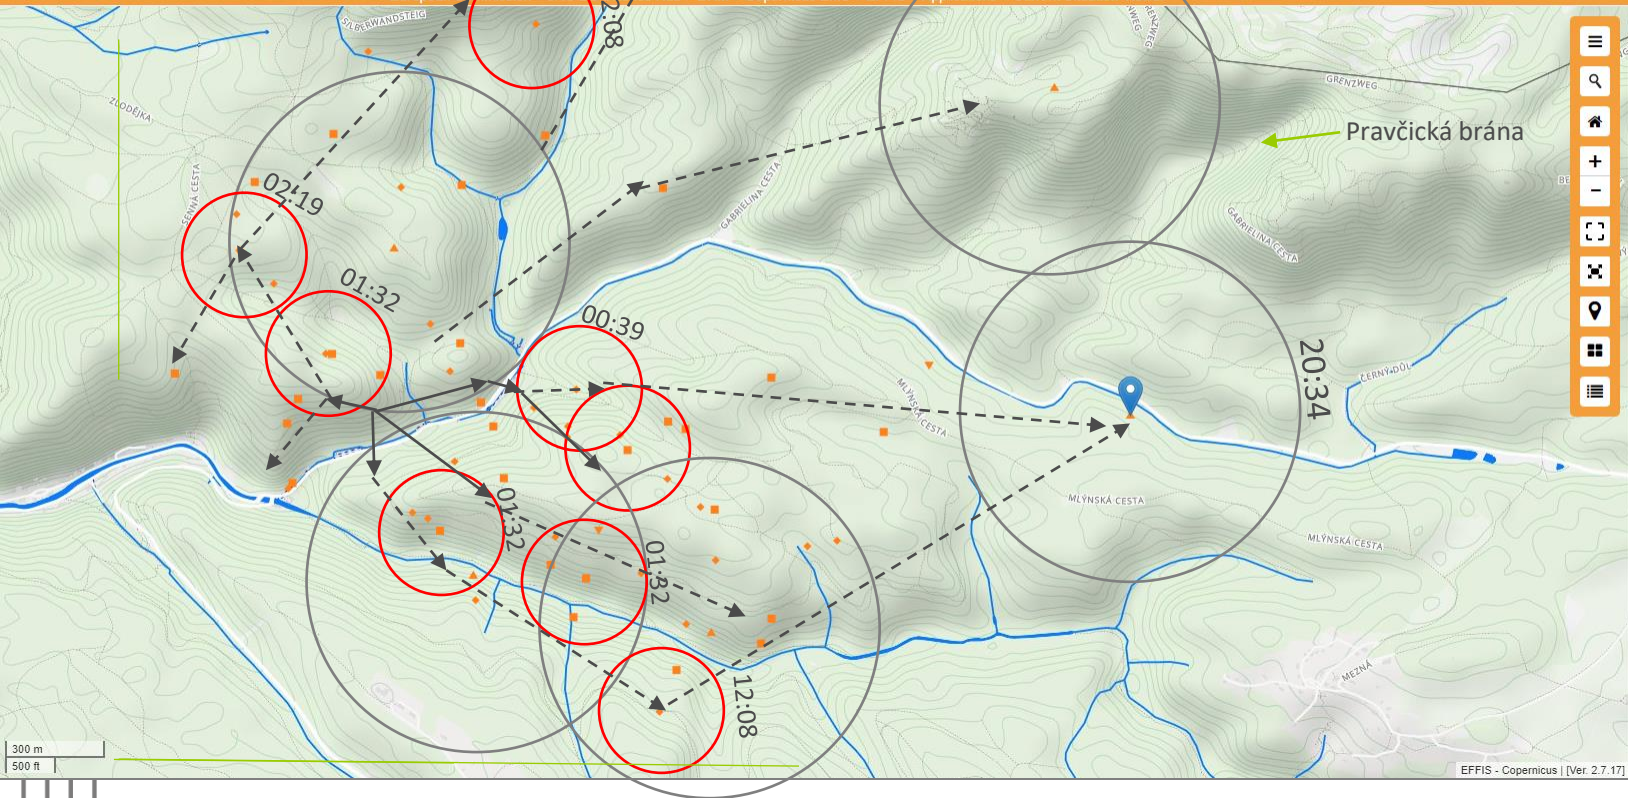 SILBERWANDSTEIG
2:08
GRENZWEG
GRENZWEG
ZLODĚJKA
Pravčická brána
SENNÁ CESTA
02:19
GABRIELINA CESTA
GABRIELINA CESTA
01:32
00:39
20:34
MLÝNSKÁ CESTA
ČERNÝ DŮL
01:32
MLÝNSKÁ CESTA
01:32
MLÝNSKÁ CESTA
12:08
MEZNÁ
300 m
500 ft
EFFIS - Copernicus | [Ver. 2.7.17]